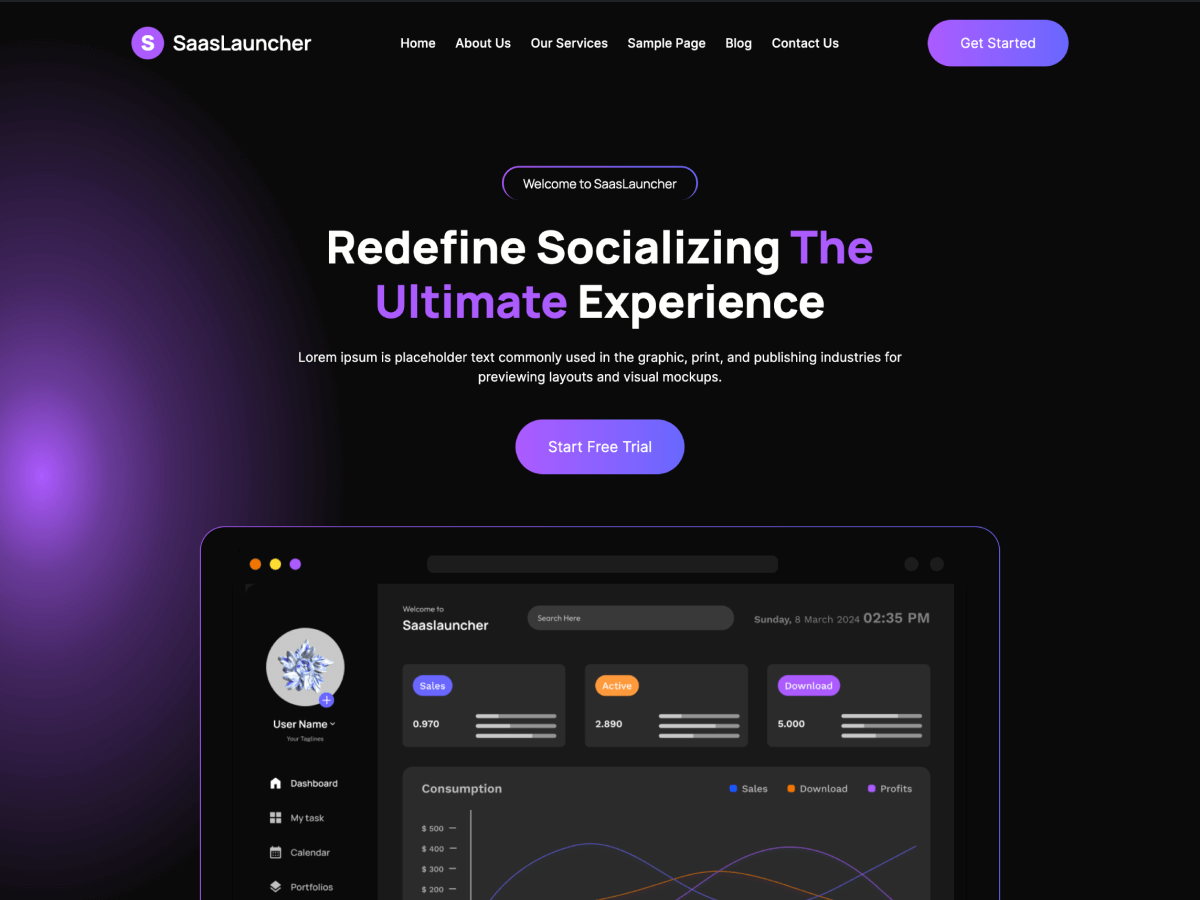 S SaasLauncher
Home About Us Our Services Sample Page Blog Contact Us
Get Started
Welcome to SaasLauncher
Redefine Socializing The
Ultimate Experience
Lorem ipsum is placeholder text commonly used in the graphic, print, and publishing industries for
previewing layouts and visual mockups.
Start Free Trial
User Name
Your Taglines
Dashboard
My task
Calendar
Portfolios
Welcome to
Saaslauncher
Search Here
Sunday, 8 March 2024 02:35 PM
Sales
0.970
Active
2.890
Download
5.000
Consumption
Sales Download Profits
$ 500
$ 400
$ 300
$ 200